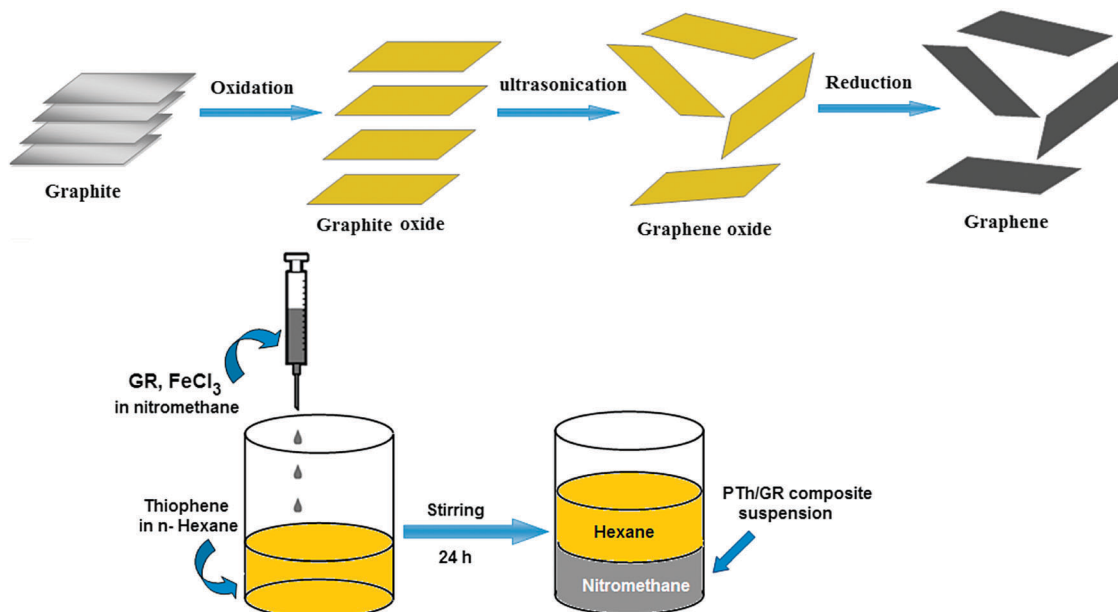 Oxidation
ultrasonication
Reduction
Graphite
Graphite oxide
Graphene oxide
Graphene
GR, FeCl₃
in nitromethane
Thiophene
in n- Hexane
Stirring
24 h
Hexane
Nitromethane
PTh/GR composite
suspension